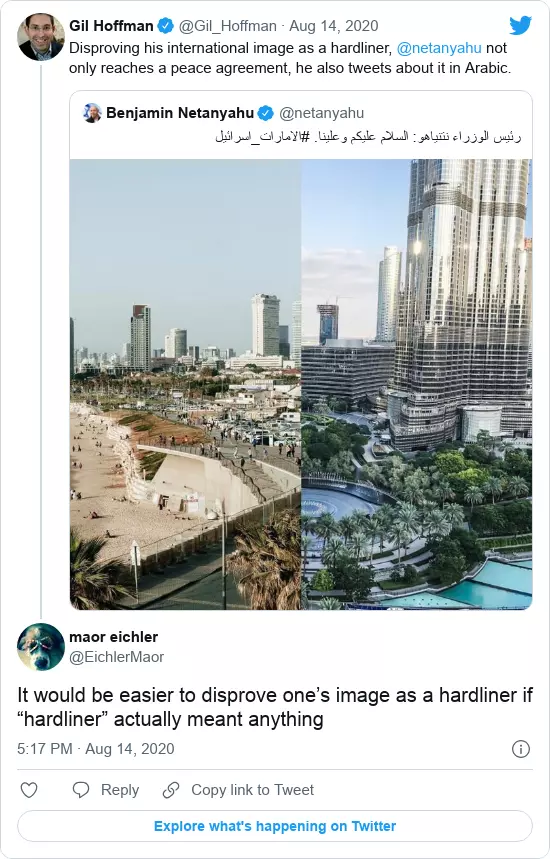 Gil Hoffman @Gil_Hoffman · Aug 14, 2020
Disproving his international image as a hardliner, @netanyahu not
only reaches a peace agreement, he also tweets about it in Arabic.
Benjamin Netanyahu @netanyahu
رئيس الوزراء نتنياهو: السلام عليكم وعلينا. #الامارات_اسرائيل
maor eichler
@EichlerMaor
It would be easier to disprove one’s image as a hardliner if
“hardliner” actually meant anything
5:17 PM · Aug 14, 2020
Reply
Copy link to Tweet
Explore what's happening on Twitter